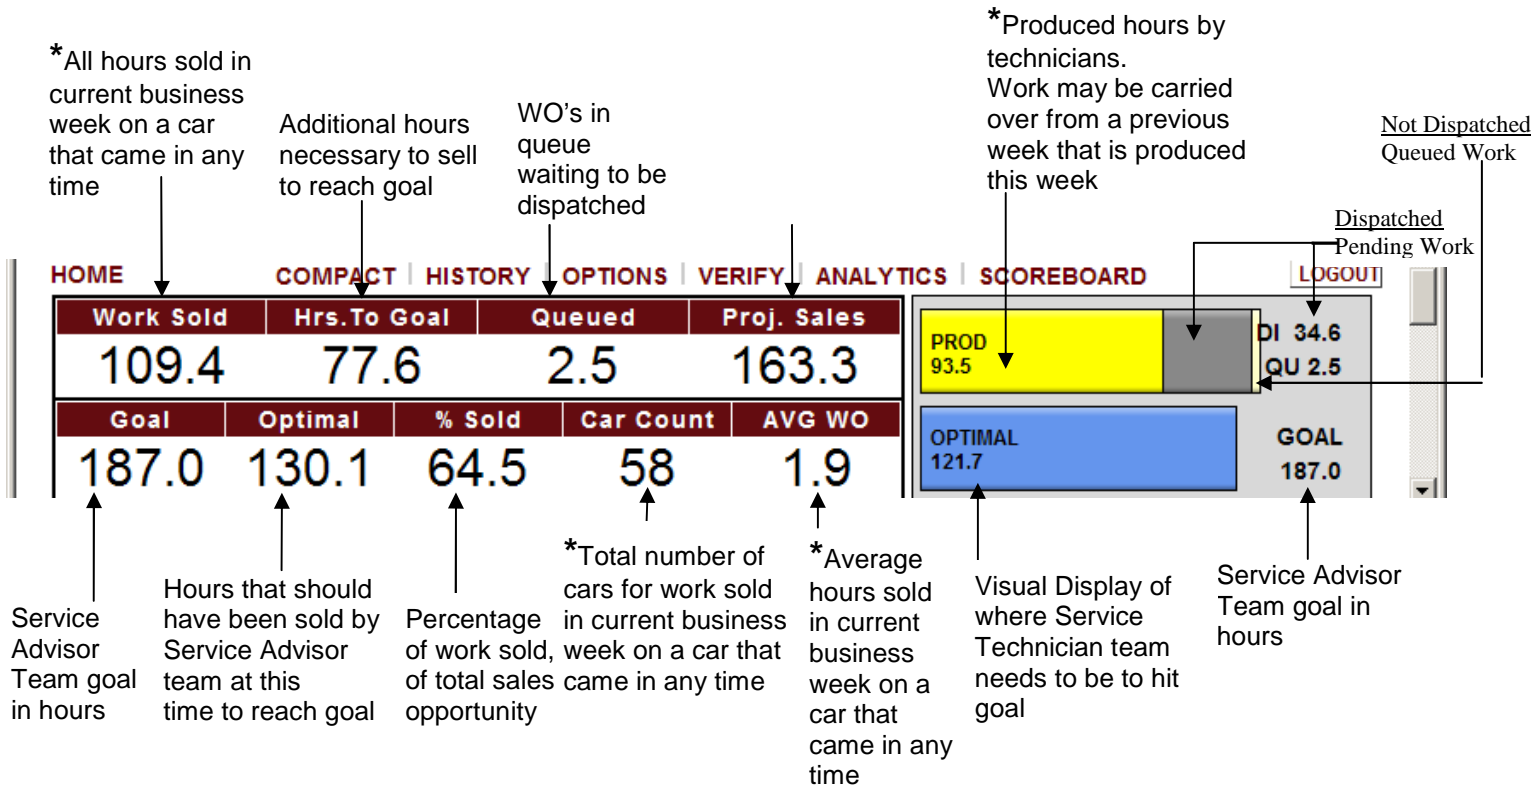 *All hours sold in
current business
week on a car
that came in any
time
Additional hours
necessary to sell
to reach goal
WO’s in
queue
waiting to be
dispatched
*Produced hours by
technicians.
Work may be carried
over from a previous
week that is produced
this week
Not Dispatched
Queued Work
Dispatched
Pending Work
HOME COMPACT HISTORY OPTIONS VERIFY ANALYTICS SCOREBOARD LOGOUT
Work Sold Hrs.To Goal Queued Proj. Sales
109.4 77.6 2.5 163.3
Goal Optimal % Sold Car Count AVG WO
187.0 130.1 64.5 58 1.9
PROD
93.5
DI 34.6
QU 2.5
OPTIMAL
121.7
GOAL
187.0
Service
Advisor
Team goal
in hours
Hours that should
have been sold by
Service Advisor
team at this
time to reach goal
Percentage
of work sold,
of total sales
opportunity
*Total number of
cars for work sold
in current business
week on a car that
came in any time
*Average
hours sold
in current
business
week on a
car that
came in any
time
Visual Display of
where Service
Technician team
needs to be to hit
goal
Service Advisor
Team goal in
hours